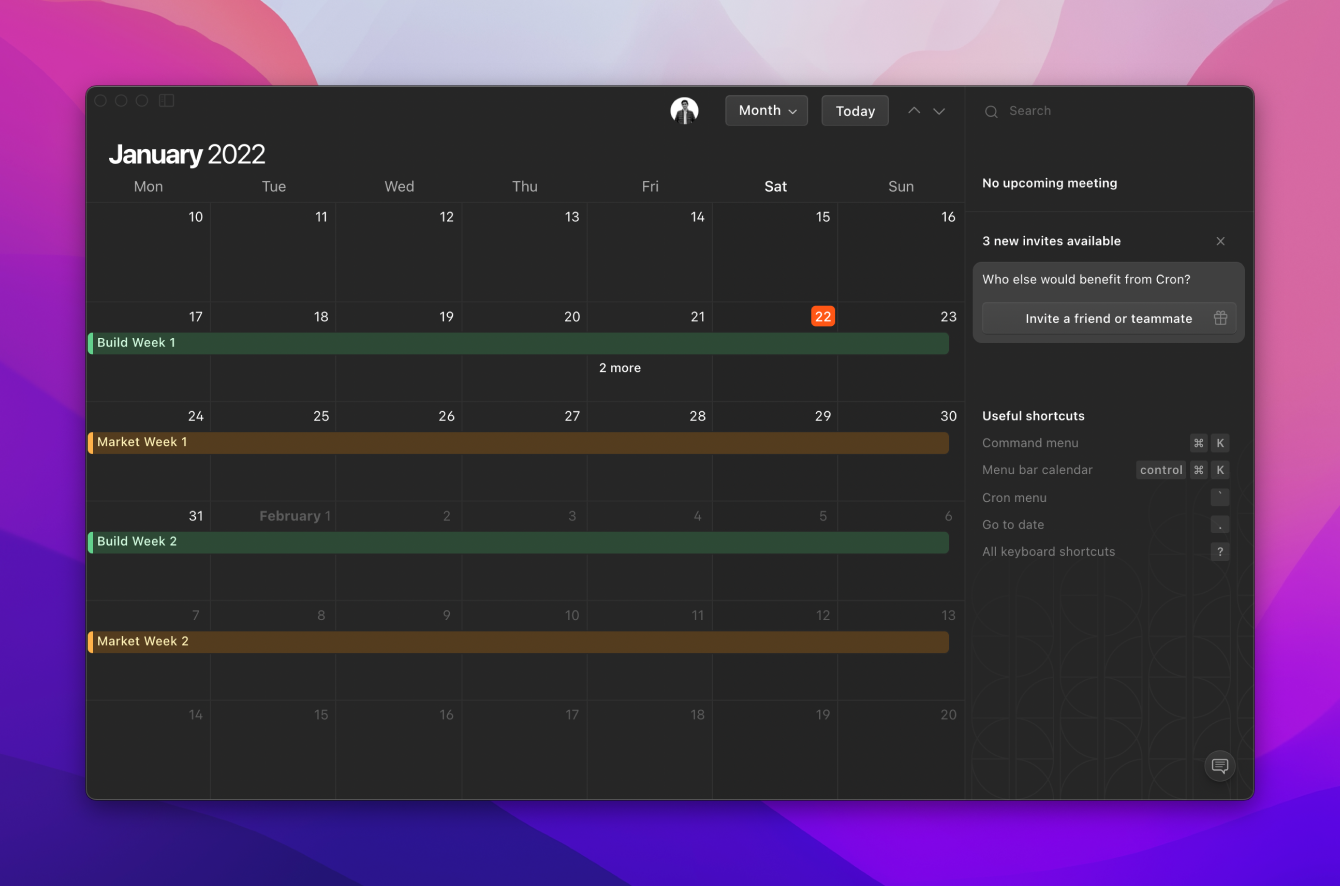 Month
Today
Search
January 2022
Mon Tue Wed Thu Fri Sat Sun
10 11 12 13 14 15 16
17 18 19 20 21 22 23
Build Week 1
2 more
24 25 26 27 28 29 30
Market Week 1
31 February 1 2 3 4 5 6
Build Week 2
7 8 9 10 11 12 13
Market Week 2
14 15 16 17 18 19 20
No upcoming meeting
3 new invites available
Who else would benefit from Cron?
Invite a friend or teammate
Useful shortcuts
Command menu ⌘ K
Menu bar calendar control ⌘ K
Cron menu `
Go to date .
All keyboard shortcuts ?